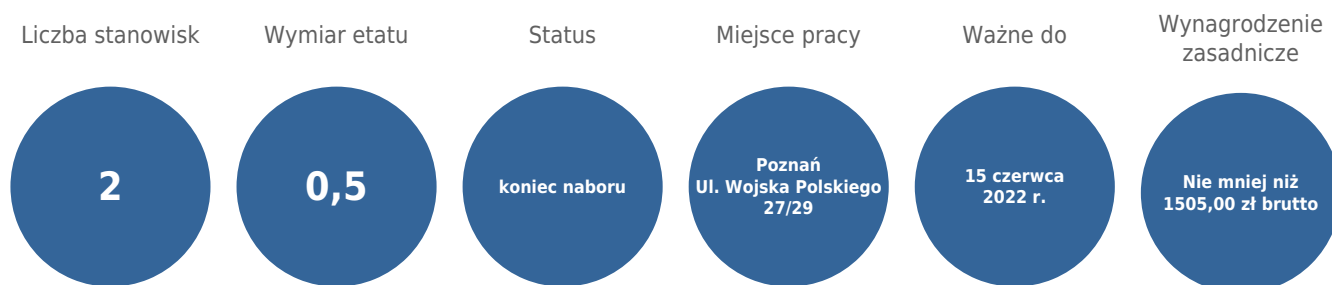 Liczba stanowisk
2
Wymiar etatu
0,5
Status
koniec naboru
Miejsce pracy
Poznań
Ul. Wojska Polskiego
27/29
Ważne do
15 czerwca
2022 r.
Wynagrodzenie
zasadnicze
Nie mniej niż
1505,00 zł brutto